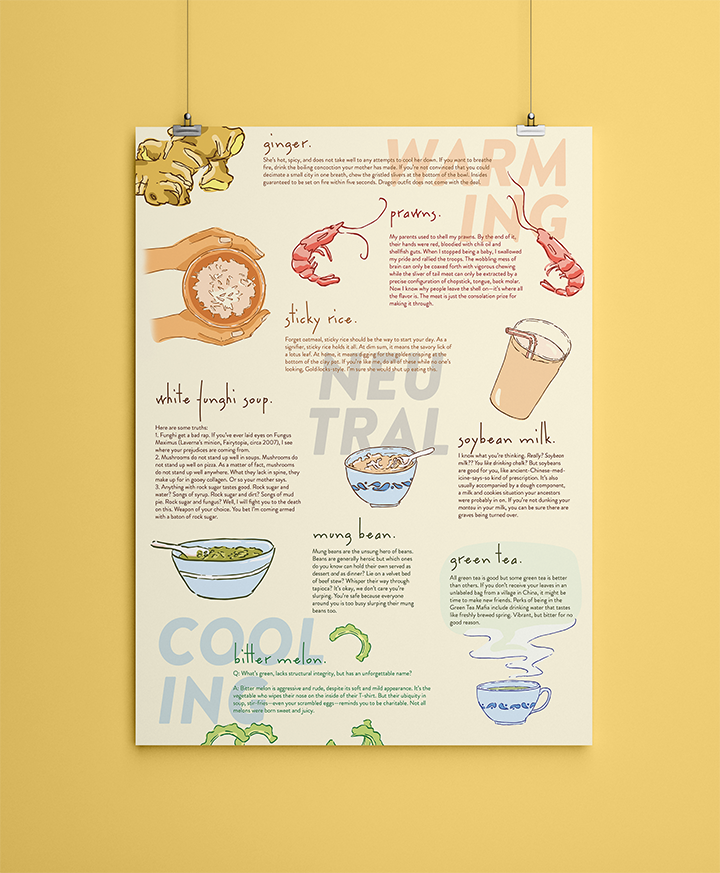 ginger.
She's hot, spicy, and does not take well to any attempts to cool her down. If you want to breathe
fire, drink the boiling concoction your mother has made. If you're not convinced that you could
decimate a small city in one breath, chew the gristled slivers at the bottom of the bowl. Insides
guaranteed to be set on fire within five seconds. Dragon outfit does not come with the deal.
WARM
ING
prawns.
My parents used to shell my prawns. By the end of it,
their hands were red, bloodied with chili oil and
shellfish guts. When I stopped being a baby, I swallowed
my pride and rallied the troops. The wobbling mess of
brain can only be coaxed forth with vigorous chewing
while the sliver of tail meat can only be extracted by a
precise configuration of chopstick, tongue, back molar.
Now I know why people leave the shell on—it's where all
the flavor is. The meat is just the consolation prize for
making it through.
sticky rice.
Forget oatmeal, sticky rice should be the way to start your day. As a
signifier, sticky rice holds it all. At dim sum, it means the savory lick of
a lotus leaf. At home, it means digging for the golden crisping at the
bottom of the clay pot. If you're like me, do all of these while no one's
looking, Goldilocks-style. I'm sure she would shut up eating this.
NEU
TRAL
white funghi soup.
Here are some truths:
1. Funghi get a bad rap. If you've ever laid eyes on Fungus
Maximus (Laverna's minion, Fairytopia, circa 2007), I see
where your prejudices are coming from.
2. Mushrooms do not stand up well in soups. Mushrooms do
not stand up well on pizza. As a matter of fact, mushrooms
do not stand up well anywhere. What they lack in spine, they
make up for in gooey collagen. Or so your mother says.
3. Anything with rock sugar tastes good. Rock sugar and
water? Songs of syrup. Rock sugar and dirt? Songs of mud
pie. Rock sugar and fungus? Well, I will fight you to the death
on this. Weapon of your choice. You bet I'm coming armed
with a baton of rock sugar.
soybean milk.
I know what you're thinking. Really? Soybean
milk?? You like drinking chalk? But soybeans
are good for you, like ancient-Chinese-med-
icine-says-so kind of prescription. It's also
usually accompanied by a dough component,
a milk and cookies situation your ancestors
were probably in on. If you're not dunking your
mantou in your milk, you can be sure there are
graves being turned over.
mung bean.
Mung beans are the unsung hero of beans.
Beans are generally heroic but which ones
do you know can hold their own served as
dessert and as dinner? Lie on a velvet bed
of beef stew? Whisper their way through
tapioca? It's okay, we don't care you're
slurping. You're safe because everyone
around you is too busy slurping their mung
beans too.
green tea.
All green tea is good but some green tea is better
than others. If you don't receive your leaves in an
unlabeled bag from a village in China, it might be
time to make new friends. Perks of being in the
Green Tea Mafia include drinking water that tastes
like freshly brewed spring. Vibrant, but bitter for no
good reason.
COOL
ING
bitter melon.
Q: What's green, lacks structural integrity, but has an unforgettable name?
A: Bitter melon is aggressive and rude, despite its soft and mild appearance. It's the
vegetable who wipes their nose on the inside of their T-shirt. But their ubiquity in
soup, stir-fries—even your scrambled eggs—reminds you to be charitable. Not all
melons were born sweet and juicy.